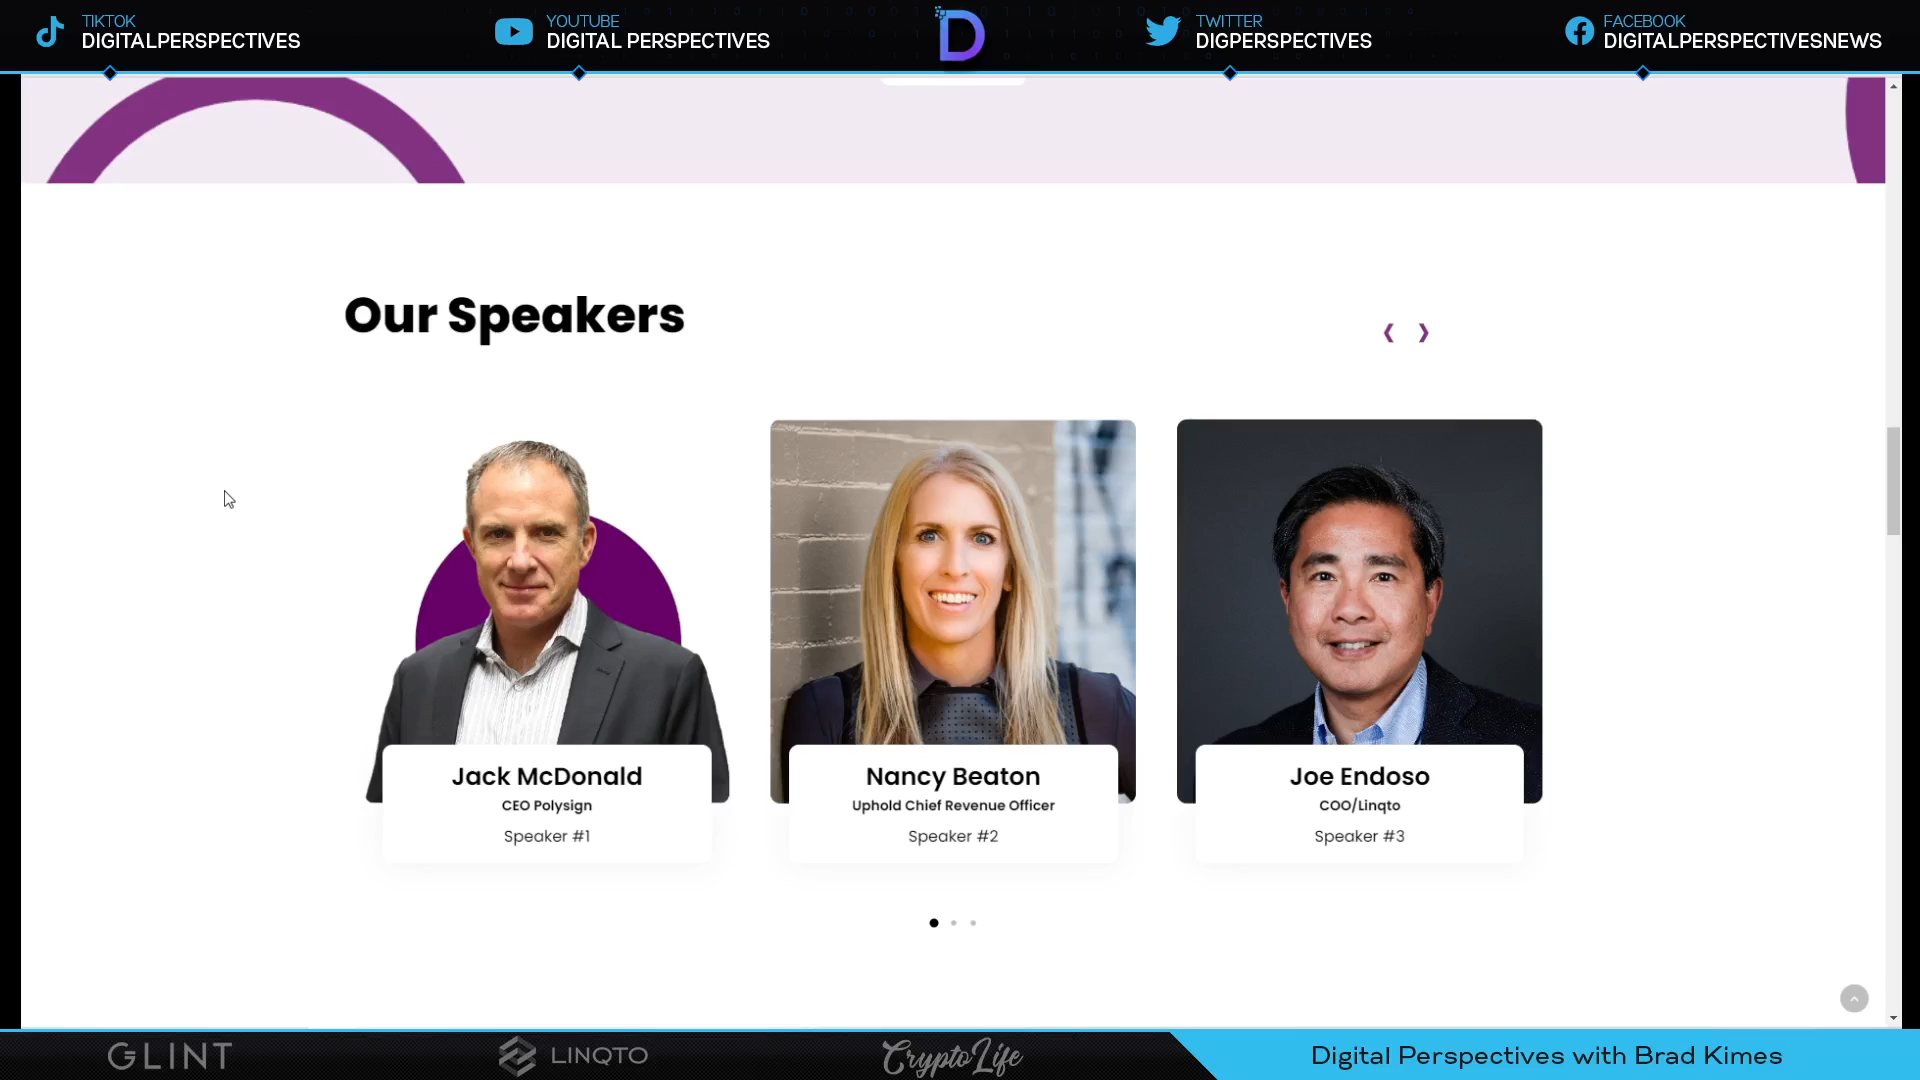 TIKTOK
DIGITALPERSPECTIVES
YOUTUBE
DIGITAL PERSPECTIVES
D
TWITTER
DIGPERSPECTIVES
FACEBOOK
DIGITALPERSPECTIVESNEWS
Our Speakers
Jack McDonald
CEO Polysign
Speaker #1
Nancy Beaton
Uphold Chief Revenue Officer
Speaker #2
Joe Endoso
COO/Linqto
Speaker #3
GLINT
LINQTO
CryptoLife
Digital Perspectives with Brad Kimes